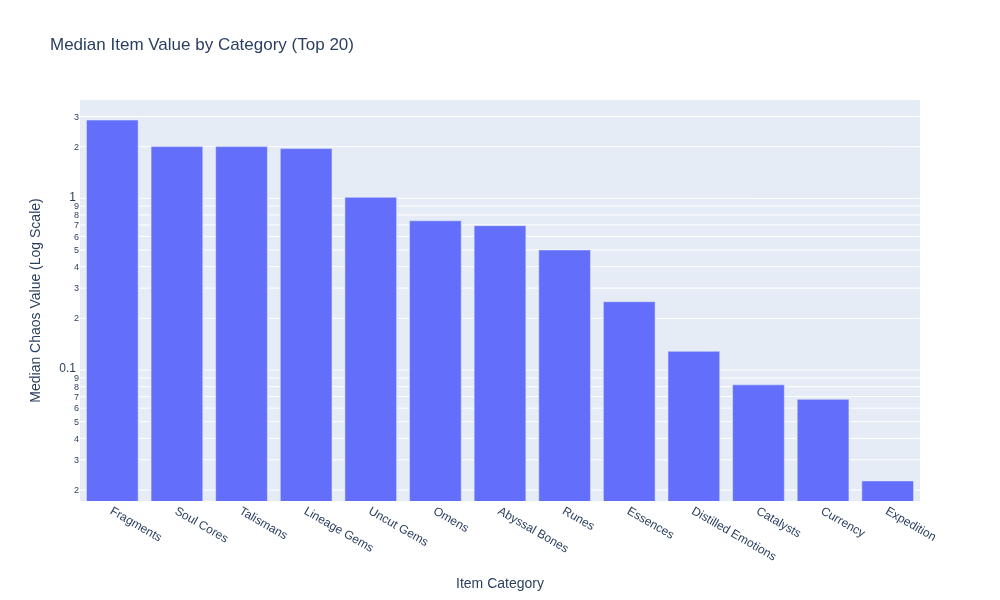 Median Item Value by Category (Top 20)
Median Chaos Value (Log Scale)
3
2
1
9
8
7
6
5
4
3
2
0.1
9
8
7
6
5
4
3
2
Fragments
Soul Cores
Talismans
Lineage Gems
Uncut Gems
Omens
Abyssal Bones
Runes
Essences
Distilled Emotions
Catalysts
Currency
Expedition
Item Category